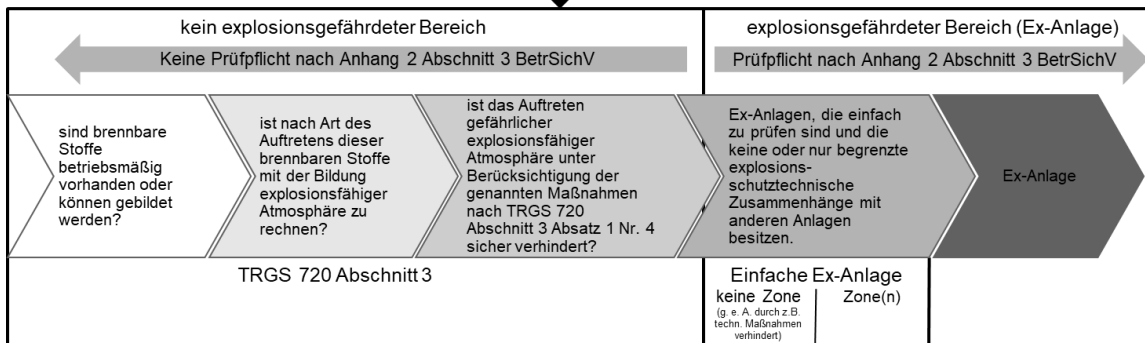 kein explosionsgefährdeter Bereich
explosionsgefährdeter Bereich (Ex-Anlage)
Keine Prüfpflicht nach Anhang 2 Abschnitt 3 BetrSichV
Prüfpflicht nach Anhang 2 Abschnitt 3 BetrSichV
sind brennbare
Stoffe
betriebsmäßig
vorhanden oder
können gebildet
werden?
ist nach Art des
Auftretens dieser
brennbaren Stoffe
mit der Bildung
explosionsfähiger
Atmosphäre zu
rechnen?
ist das Auftreten
gefährlicher
explosionsfähiger
Atmosphäre unter
Berücksichtigung der
genannten Maßnahmen
nach TRGS 720
Abschnitt 3 Absatz 1 Nr. 4
sicher verhindert?
Ex-Anlagen, die einfach
zu prüfen sind und die
keine oder nur begrenzte
explosions-
schutztechnische
Zusammenhänge mit
anderen Anlagen
besitzen.
Ex-Anlage
TRGS 720 Abschnitt 3
Einfache Ex-Anlage
keine Zone
(g. e. A. durch z.B.
techn. Maßnahmen
verhindert)
Zone(n)